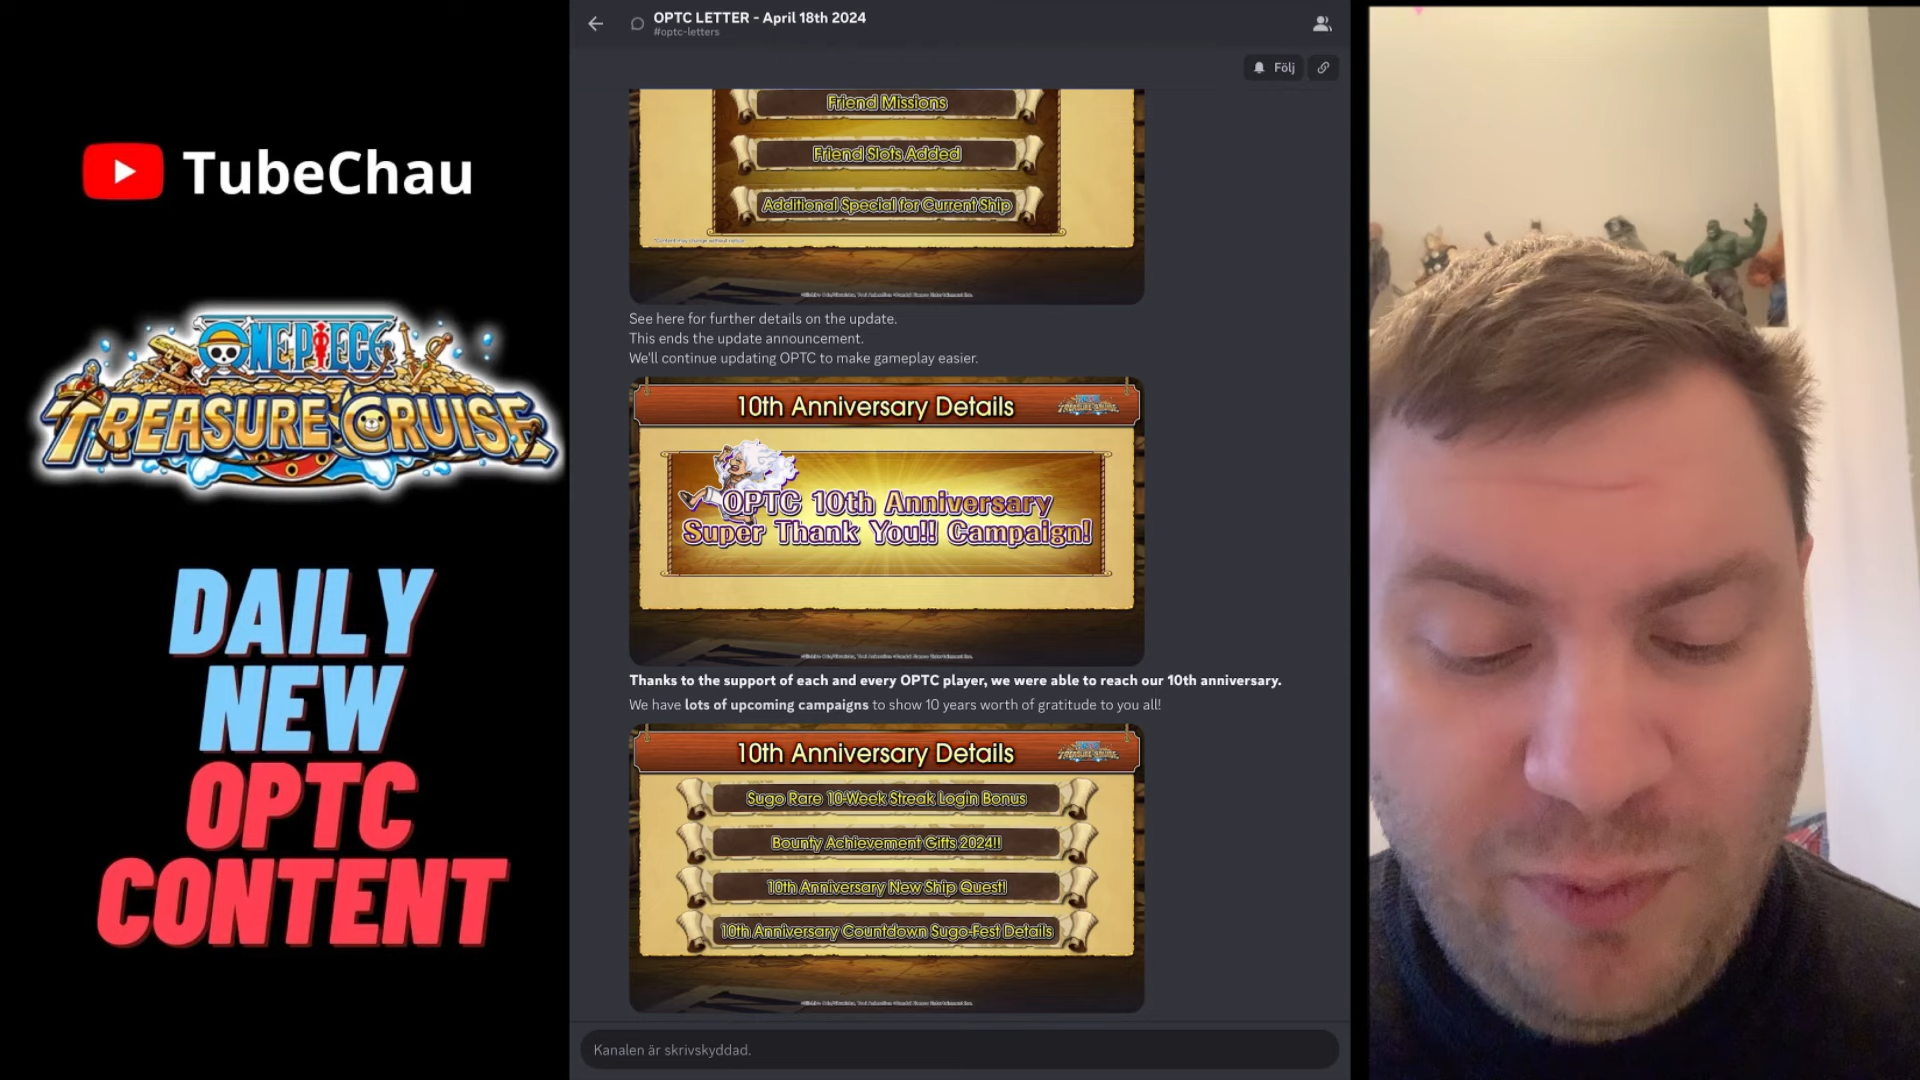 TubeChau
ONE PIECE
TREASURE CRUISE
DAILY
NEW
OPTC
CONTENT
OPTC LETTER - April 18th 2024
#optc-letters
Följ
Friend Missions
Friend Slots Added
Additional Special for Current Ship
*Content may change without notice.
See here for further details on the update.
This ends the update announcement.
We'll continue updating OPTC to make gameplay easier.
10th Anniversary Details
OPTC 10th Anniversary
Super Thank You!! Campaign!
Thanks to the support of each and every OPTC player, we were able to reach our 10th anniversary.
We have lots of upcoming campaigns to show 10 years worth of gratitude to you all!
10th Anniversary Details
Sugo Rare 10-Week Streak Login Bonus
Bounty Achievement Gifts 2024!!
10th Anniversary New Ship Quest!
10th Anniversary Countdown Sugo-Fest Details
Kanalen är skrivskyddad.